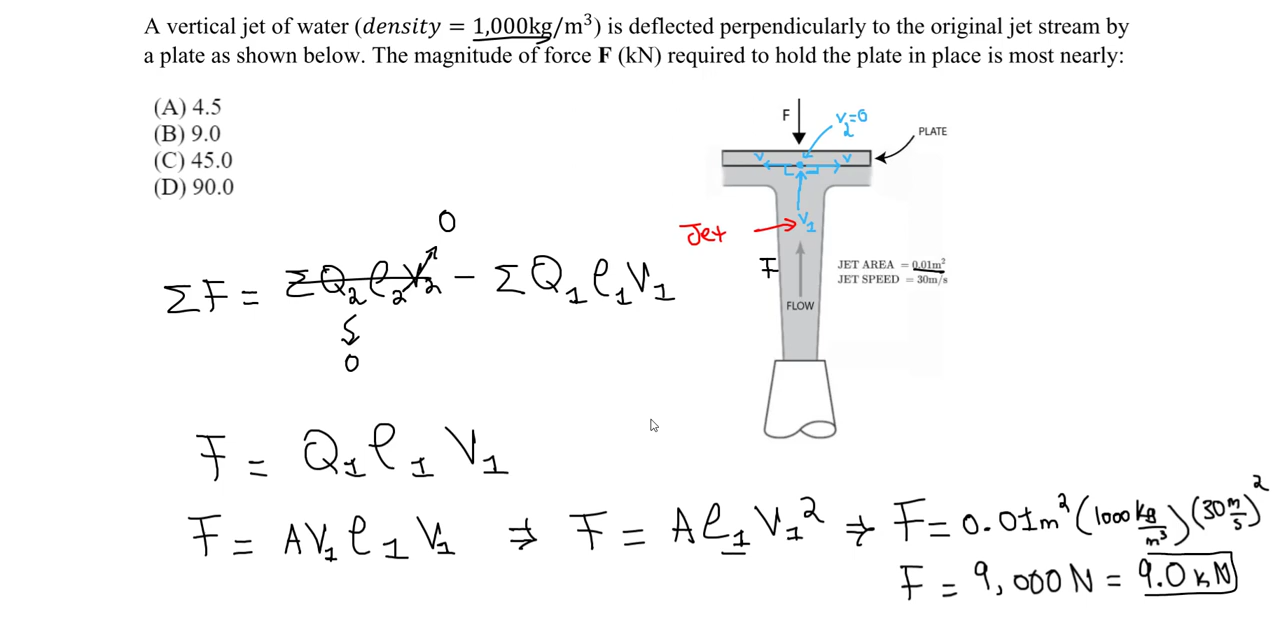 A vertical jet of water (density = 1,000kg/m³) is deflected perpendicularly to the original jet stream by
a plate as shown below. The magnitude of force F (kN) required to hold the plate in place is most nearly:
(A) 4.5
(B) 9.0
(C) 45.0
(D) 90.0
F
V₂=0
PLATE
V
V
V₁
Jet
F
JET AREA = 0.01m²
JET SPEED = 30m/s
FLOW
0
ΣF = ΣQ₂ρ₂V₂ - ΣQ₁ρ₁V₁
0
F = Q₁ρ₁V₁
F = AV₁ρ₁V₁ ⇒ F = Aρ₁V₁² ⇒ F = 0.01m² (1000 kg/m³)(30 m/s)²
F = 9,000N = 9.0 kN